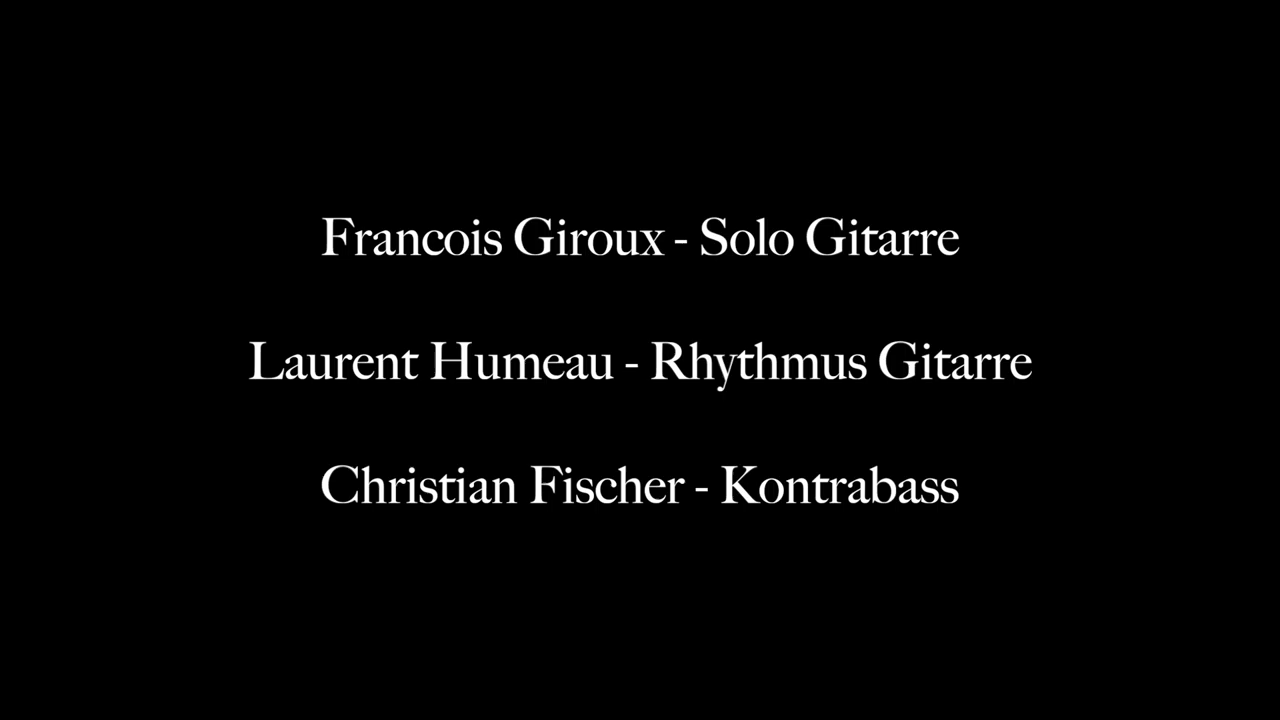 Francois Giroux - Solo Gitarre
Laurent Humeau - Rhythmus Gitarre
Christian Fischer - Kontrabass